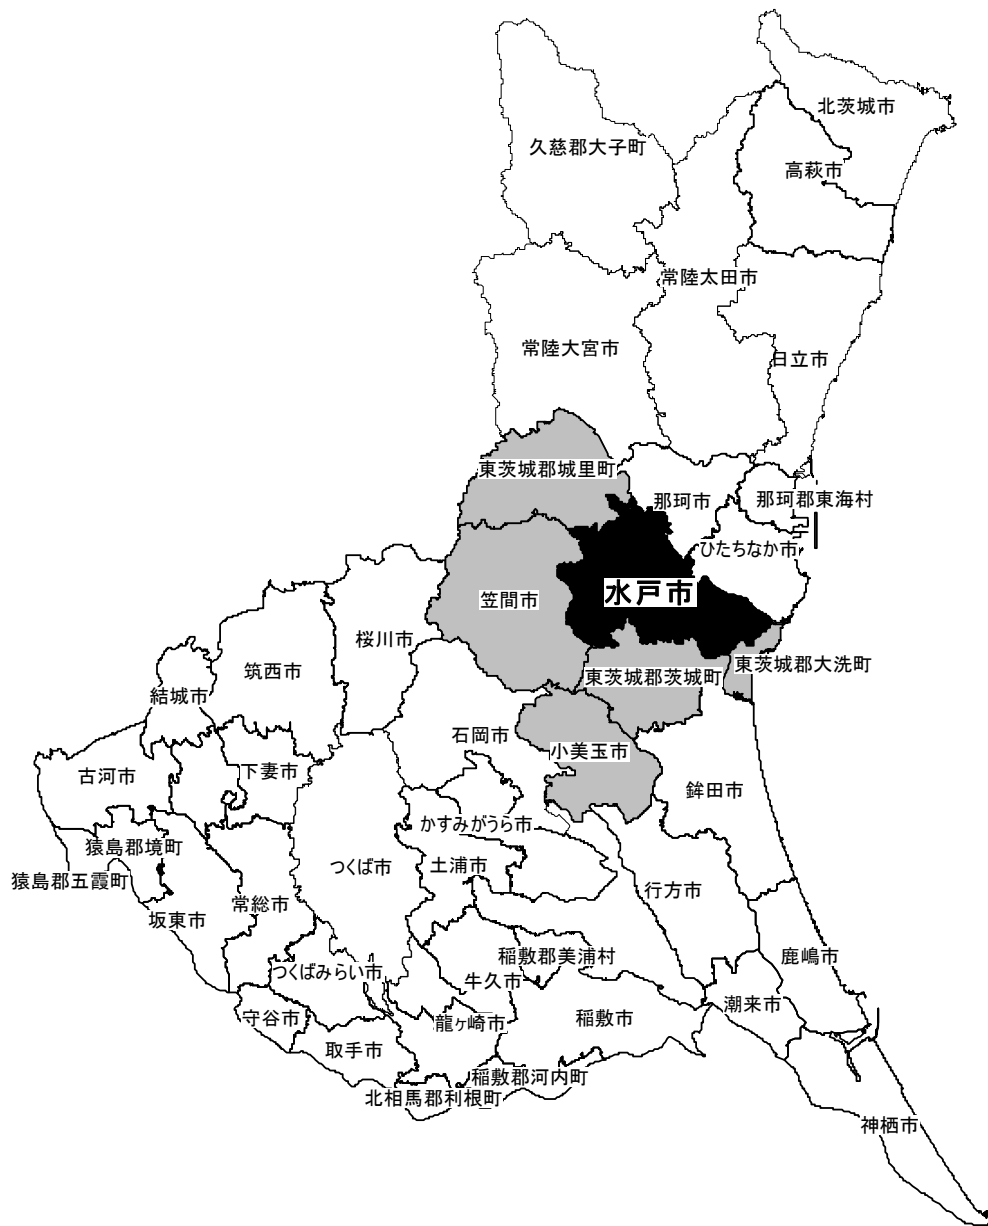 北茨城市
久慈郡大子町
高萩市
常陸太田市
常陸大宮市
日立市
東茨城郡城里町
那珂市
那珂郡東海村
ひたちなか市
水戸市
笠間市
桜川市
東茨城郡大洗町
筑西市
東茨城郡茨城町
結城市
石岡市
小美玉市
下妻市
古河市
鉾田市
かすみがうら市
猿島郡境町
つくば市
土浦市
猿島郡五霞町
行方市
常総市
坂東市
稲敷郡美浦村
鹿嶋市
つくばみらい市
牛久市
潮来市
守谷市
龍ヶ崎市
稲敷市
取手市
稲敷郡河内町
北相馬郡利根町
神栖市